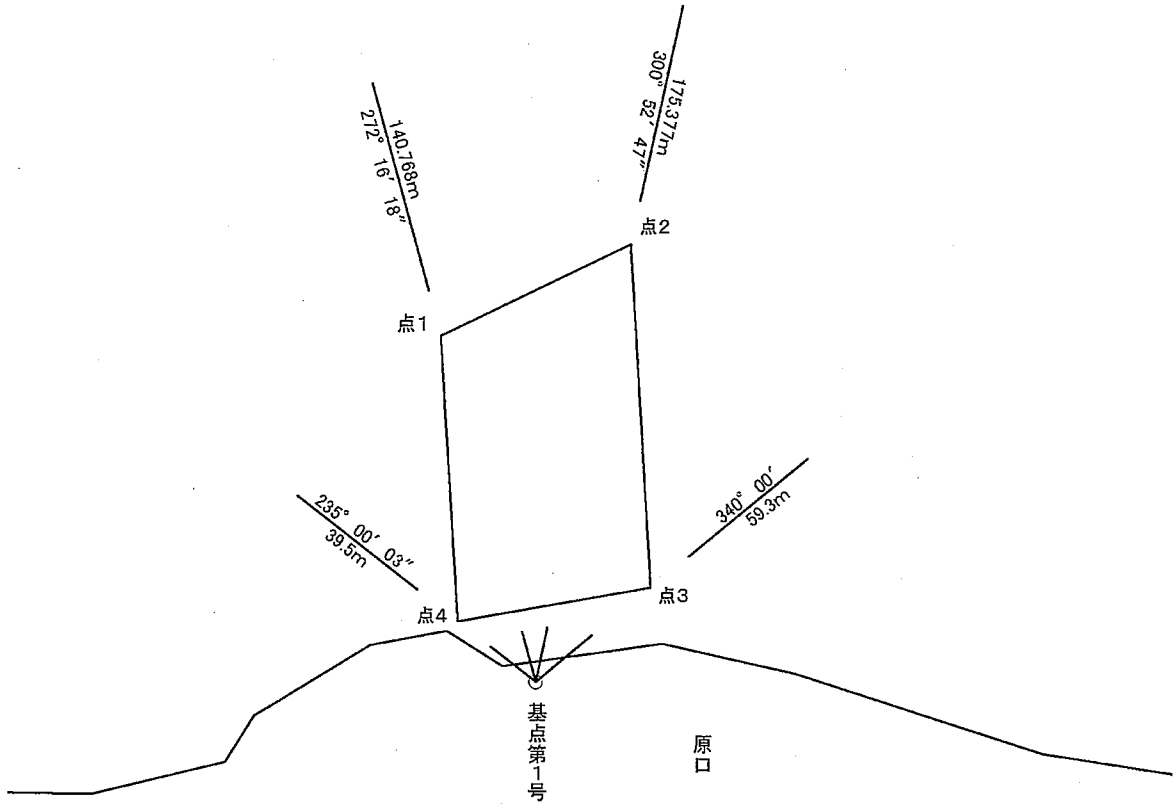 175.377m
300° 52′ 47″
140.768m
272° 16′ 18″
点2
点1
340° 00′
59.3m
235° 00′ 03″
39.5m
点3
点4
基点第1号
原口